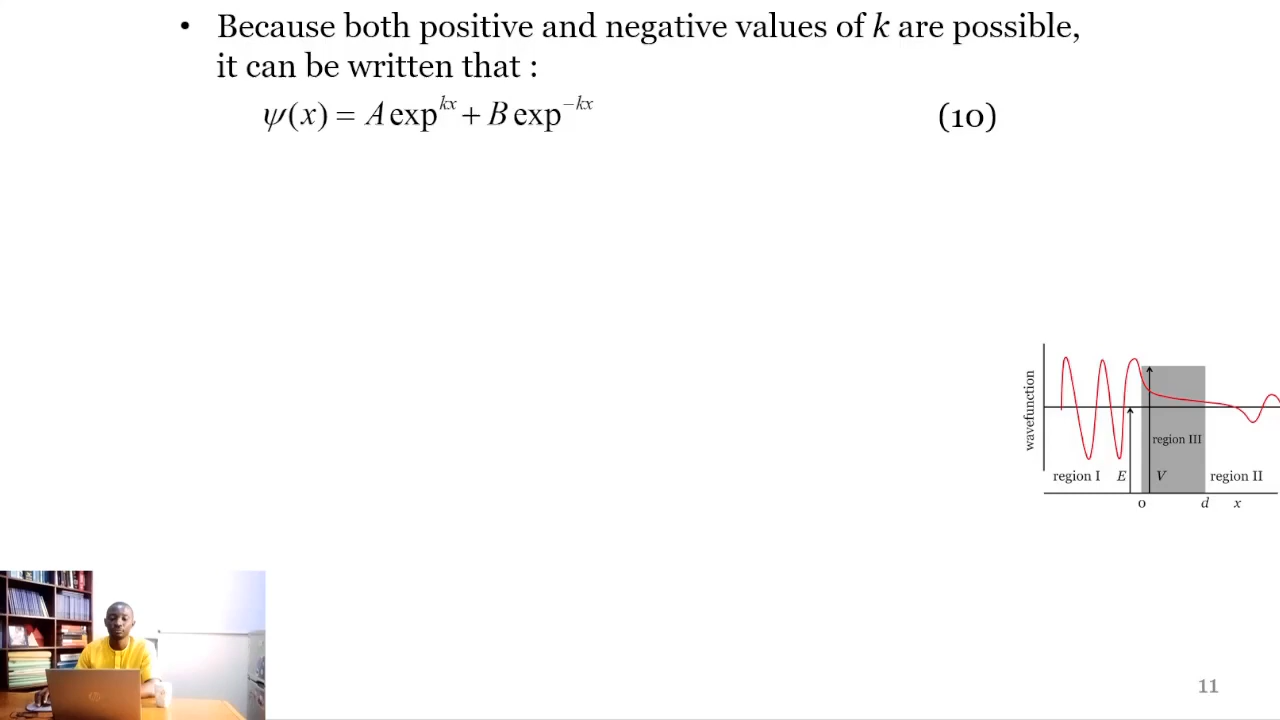 • Because both positive and negative values of k are possible,
it can be written that :
ψ(x) = A exp^{kx} + B exp^{-kx} (10)
wavefunction
region III
region I E V region II
0 d x
11